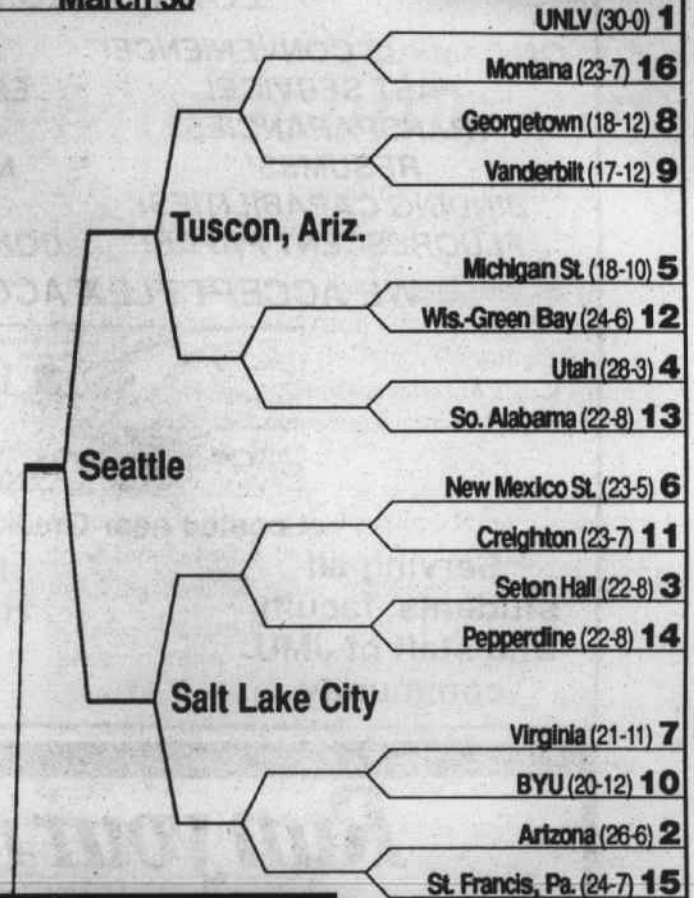 March 30
UNLV (30-0) 1
Montana (23-7) 16
Georgetown (18-12) 8
Vanderbilt (17-12) 9
Tuscon, Ariz.
Michigan St. (18-10) 5
Wis.-Green Bay (24-6) 12
Utah (28-3) 4
So. Alabama (22-8) 13
Seattle
New Mexico St. (23-5) 6
Creighton (23-7) 11
Seton Hall (22-8) 3
Pepperdine (22-8) 14
Salt Lake City
Virginia (21-11) 7
BYU (20-12) 10
Arizona (26-6) 2
St. Francis, Pa. (24-7) 15